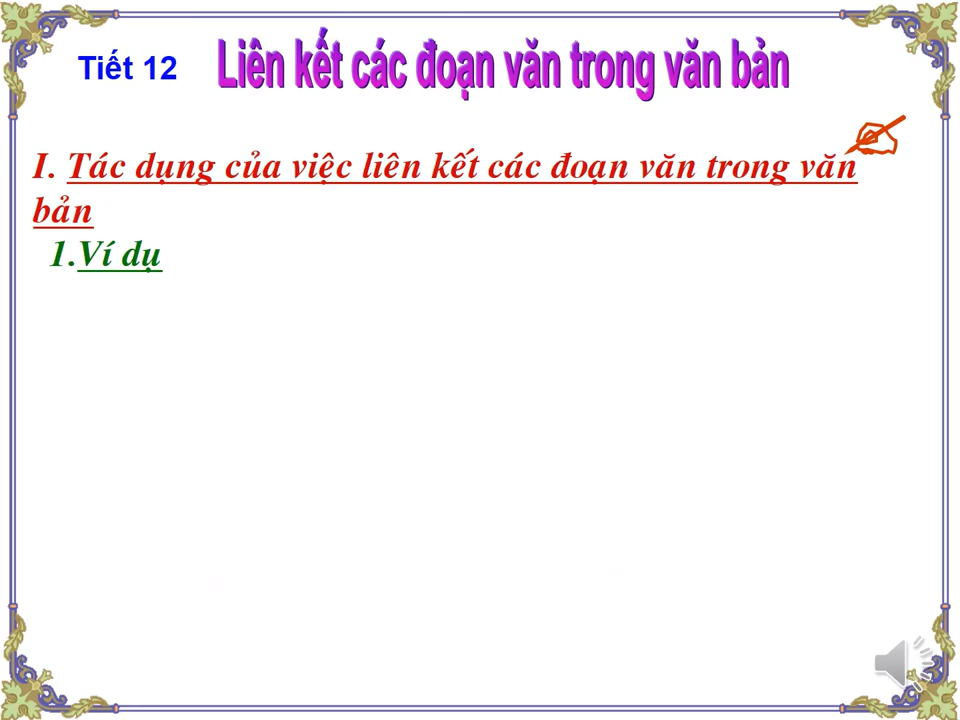 Tiết 12
Liên kết các đoạn văn trong văn bản
I. Tác dụng của việc liên kết các đoạn văn trong văn
bản
1.Ví dụ